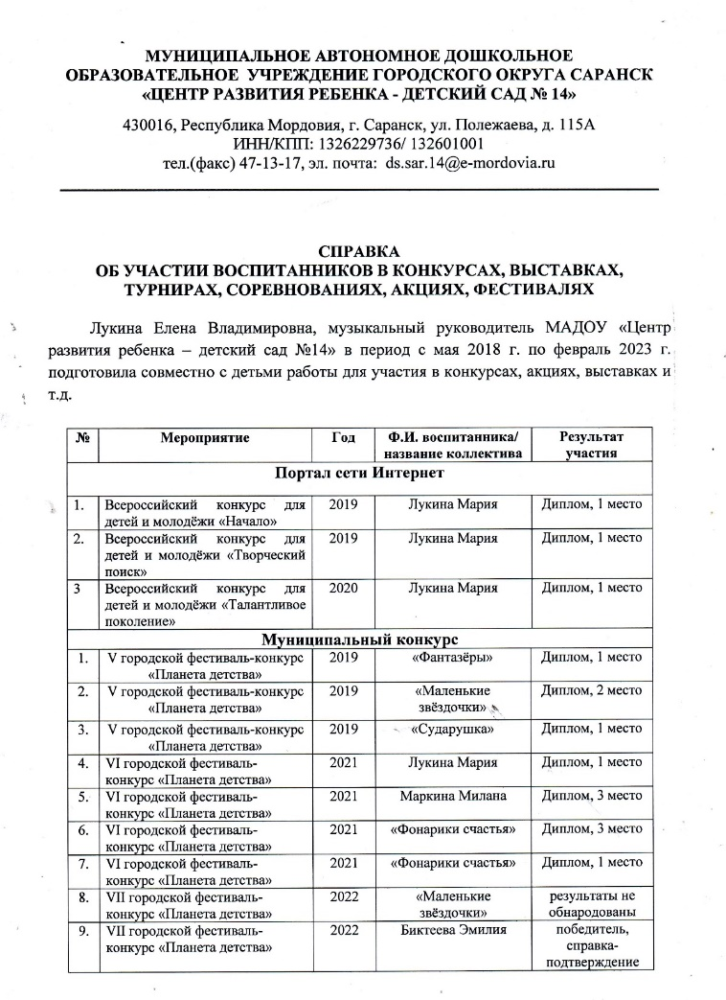 МУНИЦИПАЛЬНОЕ АВТОНОМНОЕ ДОШКОЛЬНОЕ
ОБРАЗОВАТЕЛЬНОЕ УЧРЕЖДЕНИЕ ГОРОДСКОГО ОКРУГА САРАНСК
«ЦЕНТР РАЗВИТИЯ РЕБЕНКА - ДЕТСКИЙ САД № 14»
430016, Республика Мордовия, г. Саранск, ул. Полежаева, д. 115А
ИНН/КПП: 1326229736/ 132601001
тел.(факс) 47-13-17, эл. почта: ds.sar.14@e-mordovia.ru
СПРАВКА
ОБ УЧАСТИИ ВОСПИТАННИКОВ В КОНКУРСАХ, ВЫСТАВКАХ,
ТУРНИРАХ, СОРЕВНОВАНИЯХ, АКЦИЯХ, ФЕСТИВАЛЯХ
Лукина Елена Владимировна, музыкальный руководитель МАДОУ «Центр
развития ребенка – детский сад №14» в период с мая 2018 г. по февраль 2023 г.
подготовила совместно с детьми работы для участия в конкурсах, акциях, выставках и
т.д.
№ Мероприятие Год Ф.И. воспитанника/ Результат
название коллектива участия
Портал сети Интернет
1. Всероссийский конкурс для 2019 Лукина Мария Диплом, 1 место
детей и молодёжи «Начало»
2. Всероссийский конкурс для 2019 Лукина Мария Диплом, 1 место
детей и молодёжи «Творческий
поиск»
3 Всероссийский конкурс для 2020 Лукина Мария Диплом, 1 место
детей и молодёжи «Талантливое
поколение»
Муниципальный конкурс
1. V городской фестиваль-конкурс 2019 «Фантазёры» Диплом, 1 место
«Планета детства»
2. V городской фестиваль-конкурс 2019 «Маленькие Диплом, 2 место
«Планета детства» звёздочки»
3. V городской фестиваль-конкурс 2019 «Сударушка» Диплом, 1 место
«Планета детства»
4. VI городской фестиваль- 2021 Лукина Мария Диплом, 1 место
конкурс «Планета детства»
5. VI городской фестиваль- 2021 Маркина Милана Диплом, 3 место
конкурс «Планета детства»
6. VI городской фестиваль- 2021 «Фонарики счастья» Диплом, 3 место
конкурс «Планета детства»
7. VI городской фестиваль- 2021 «Фонарики счастья» Диплом, 1 место
конкурс «Планета детства»
8. VII городской фестиваль- 2022 «Маленькие результаты не
конкурс «Планета детства» звёздочки» обнародованы
9. VII городской фестиваль- 2022 Биктеева Эмилия победитель,
конкурс «Планета детства» справка-
подтверждение